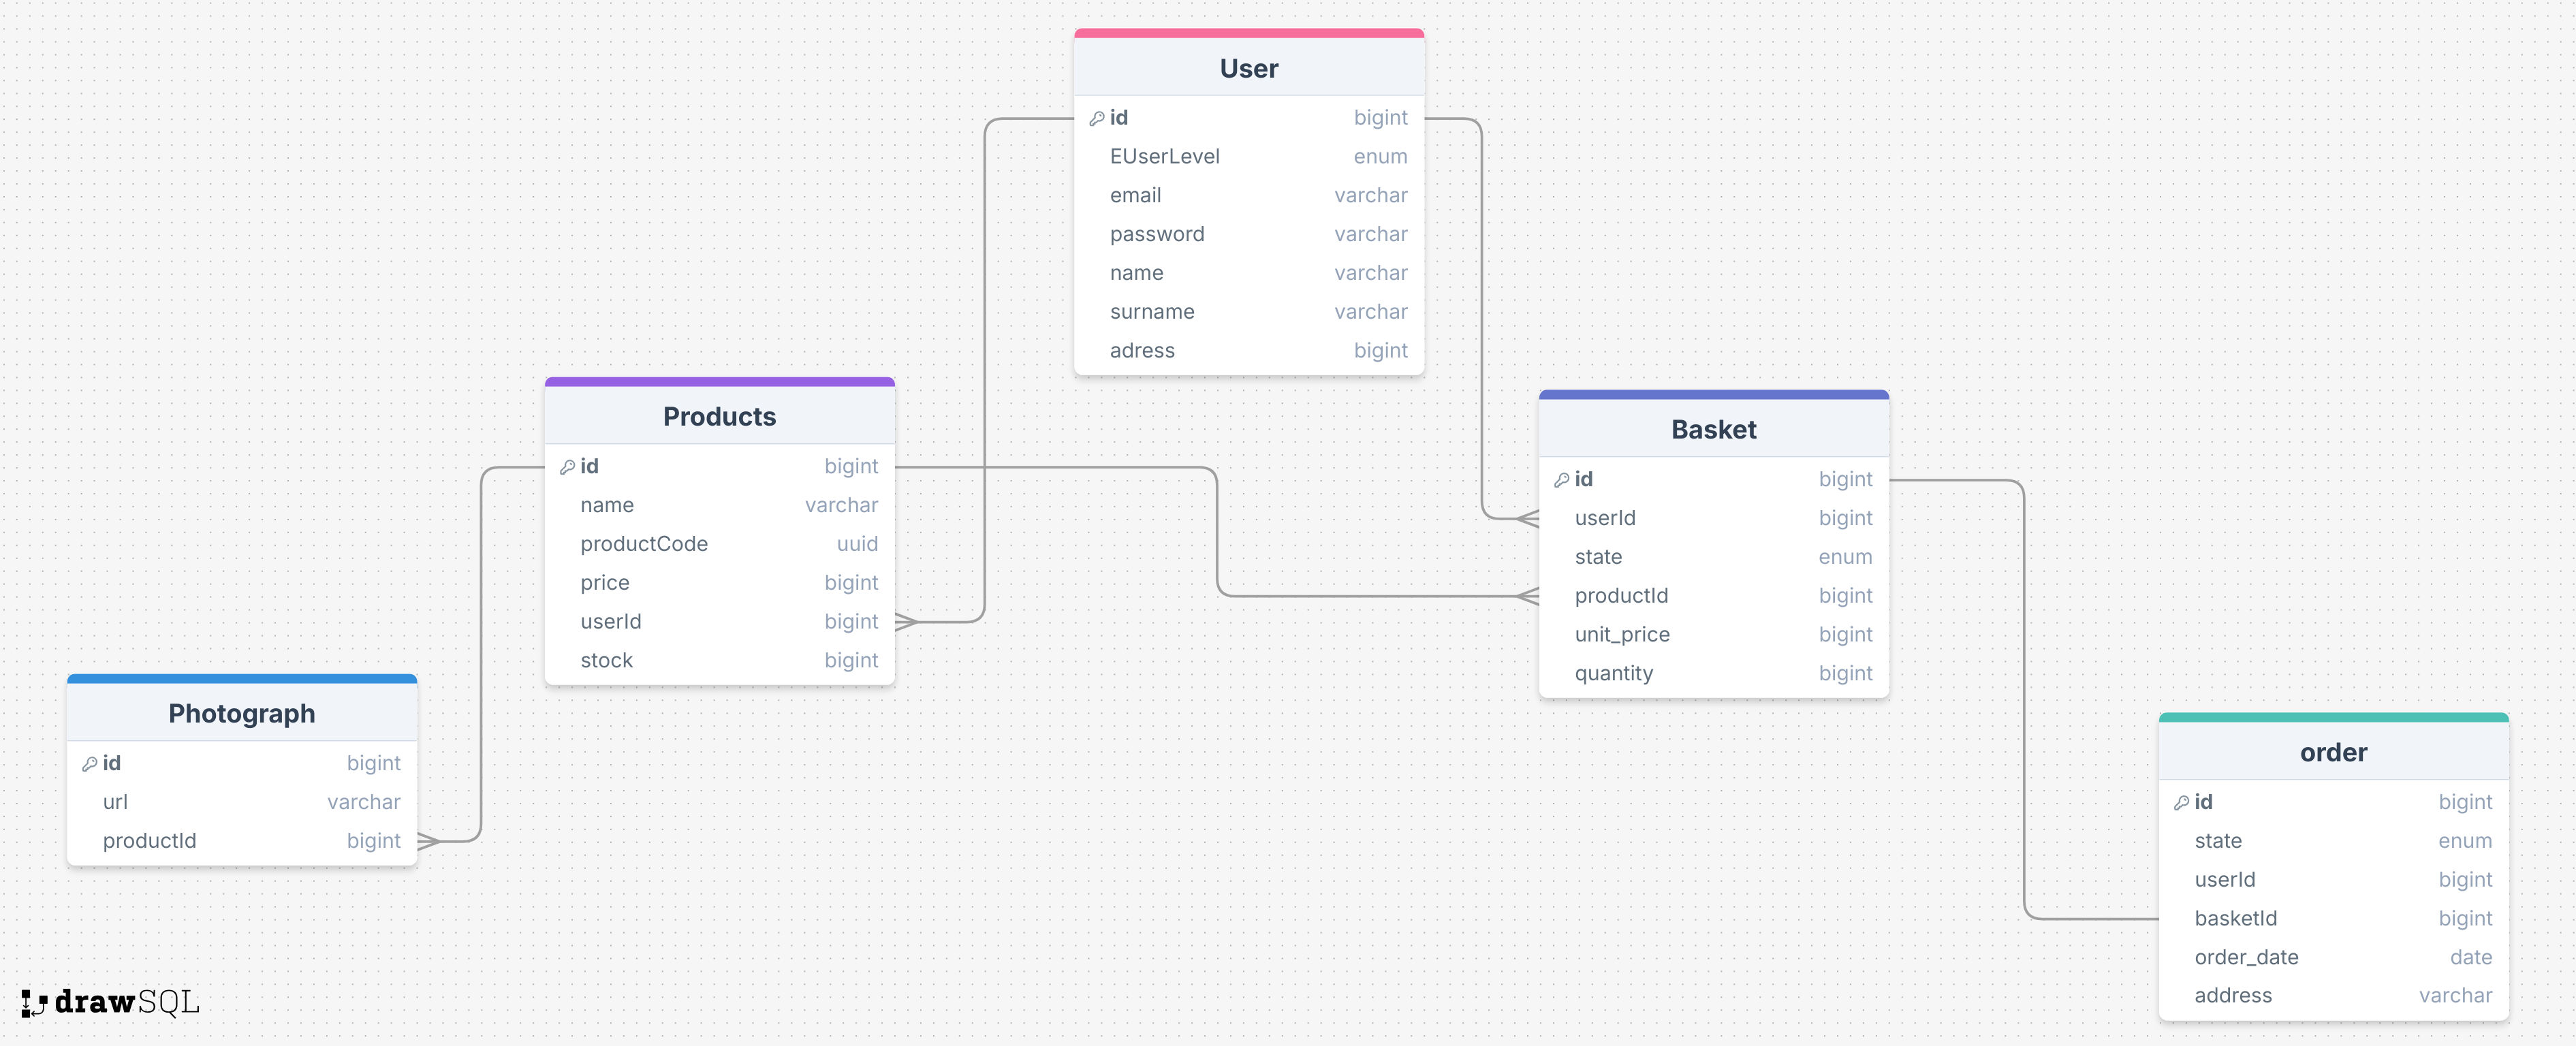 User
id bigint
EUserLevel enum
email varchar
password varchar
name varchar
surname varchar
adress bigint
Products
id bigint
name varchar
productCode uuid
price bigint
userId bigint
stock bigint
Basket
id bigint
userId bigint
state enum
productId bigint
unit_price bigint
quantity bigint
Photograph
id bigint
url varchar
productId bigint
order
id bigint
state enum
userId bigint
basketId bigint
order_date date
address varchar
drawSQL